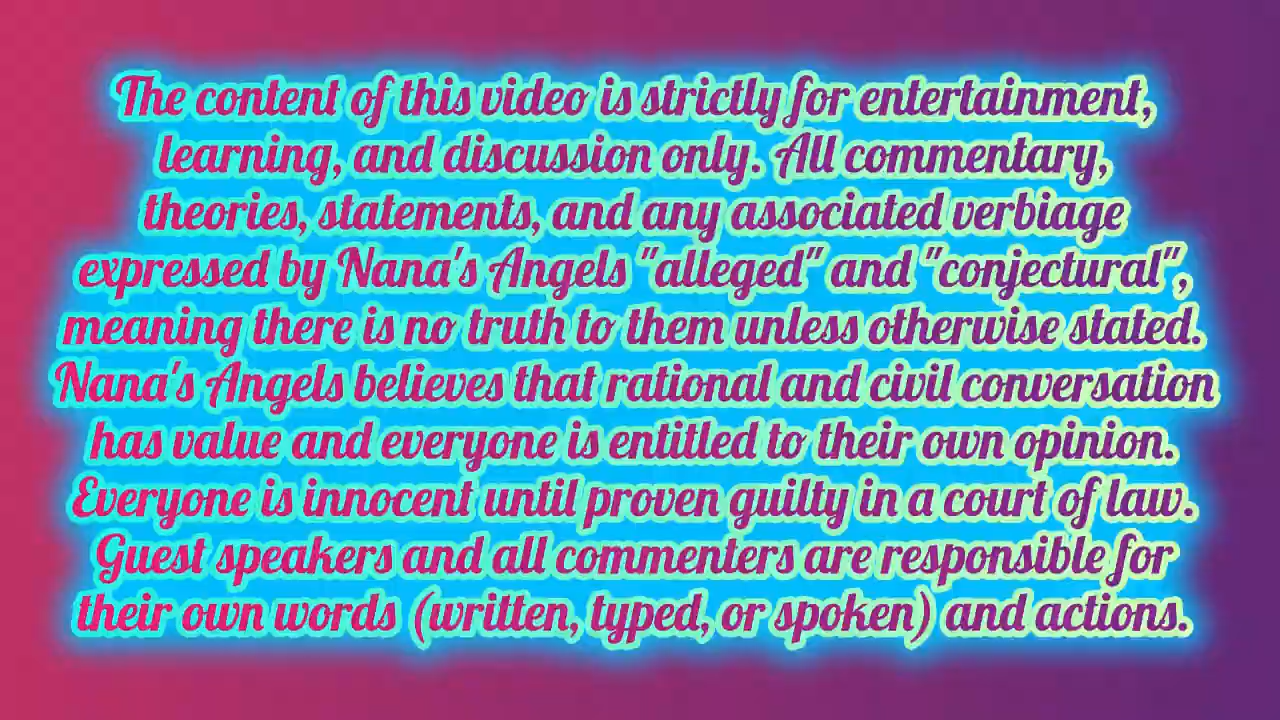 The content of this video is strictly for entertainment,
learning, and discussion only. All commentary,
theories, statements, and any associated verbiage
expressed by Nana's Angels "alleged" and "conjectural",
meaning there is no truth to them unless otherwise stated.
Nana's Angels believes that rational and civil conversation
has value and everyone is entitled to their own opinion.
Everyone is innocent until proven guilty in a court of law.
Guest speakers and all commenters are responsible for
their own words (written, typed, or spoken) and actions.